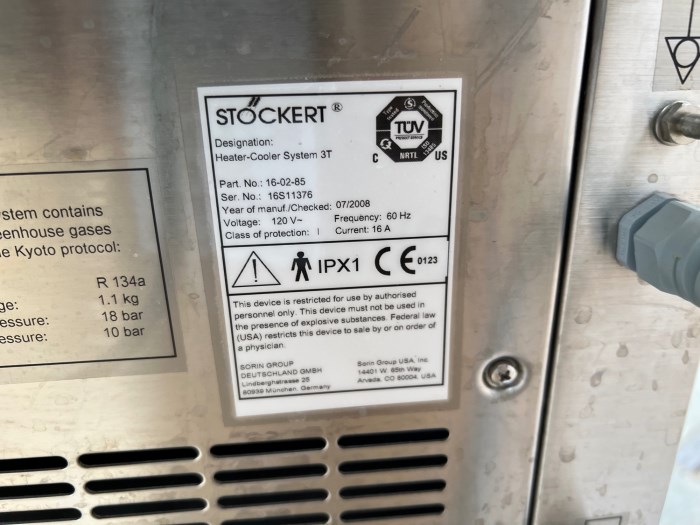 STÖCKERT ®
Designation:
Heater-Cooler System 3T
TÜV
PRODUCT SERVICE
C NRTL US
Part. No.: 16-02-85
Ser. No.: 16S11376
Year of manuf./Checked: 07/2008
Voltage: 120 V~ Frequency: 60 Hz
Class of protection: I Current: 16 A
IPX1 CE 0123
This device is restricted for use by authorised
personnel only. This device must not be used in
the presence of explosive substances. Federal law
(USA) restricts this device to sale by or on order of
a physician.
SORIN GROUP
DEUTSCHLAND GMBH
Lindberghstrasse 25
80939 München, Germany
Sorin Group USA, Inc.
14401 W. 65th Way
Arvada, CO 80004, USA
ystem contains
eenhouse gases
e Kyoto protocol:
R 134a
ge: 1.1 kg
essure: 18 bar
essure: 10 bar